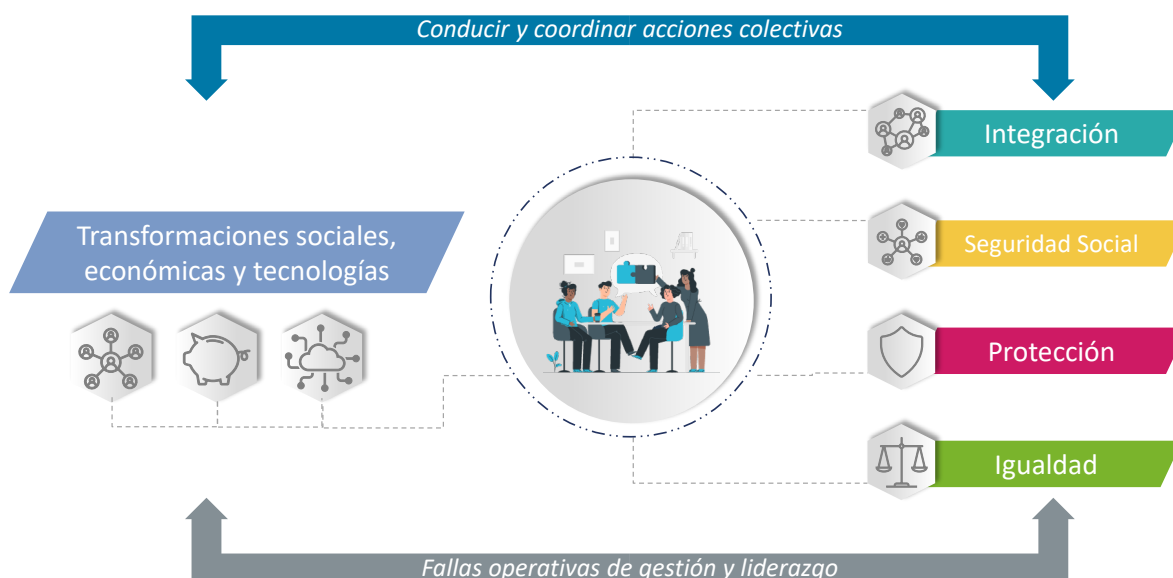 Conducir y coordinar acciones colectivas
Integración
Transformaciones sociales,
económicas y tecnologías
Seguridad Social
Protección
Igualdad
Fallas operativas de gestión y liderazgo